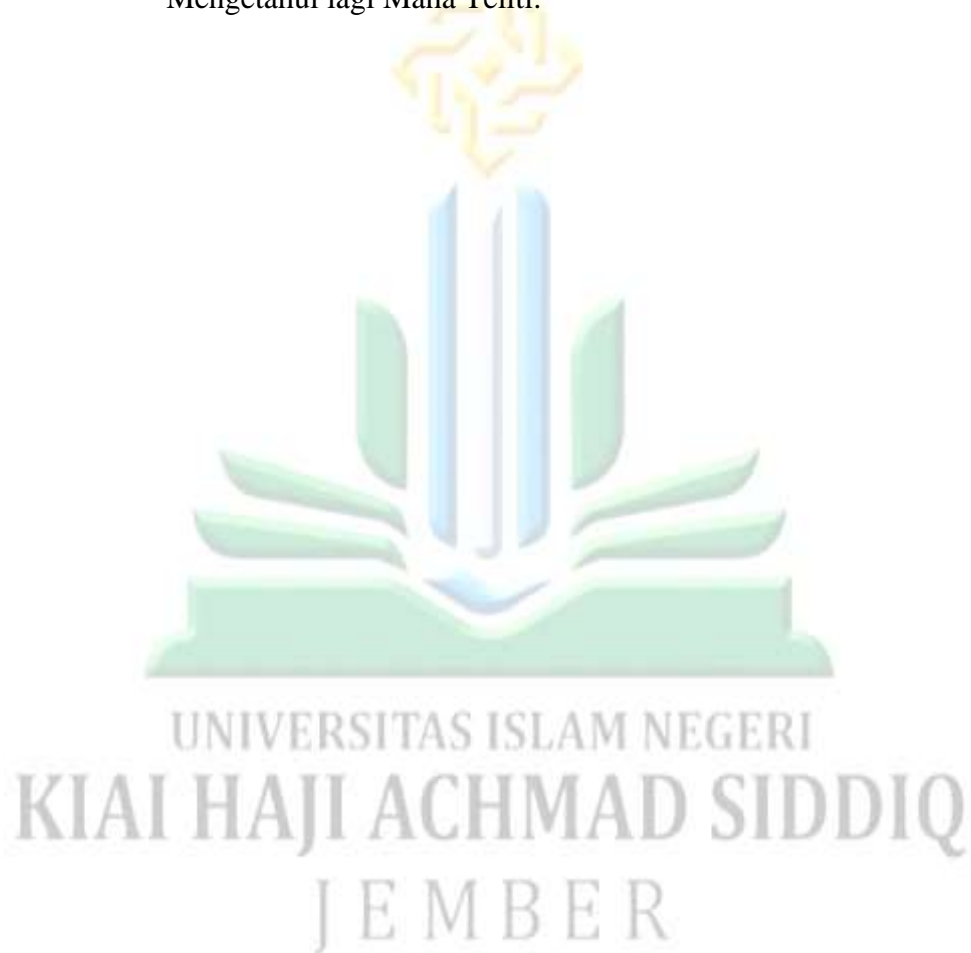 Mengetahui lagi Maha Teliti.
UNIVERSITAS ISLAM NEGERI
KIAI HAJI ACHMAD SIDDIQ
JEMBER